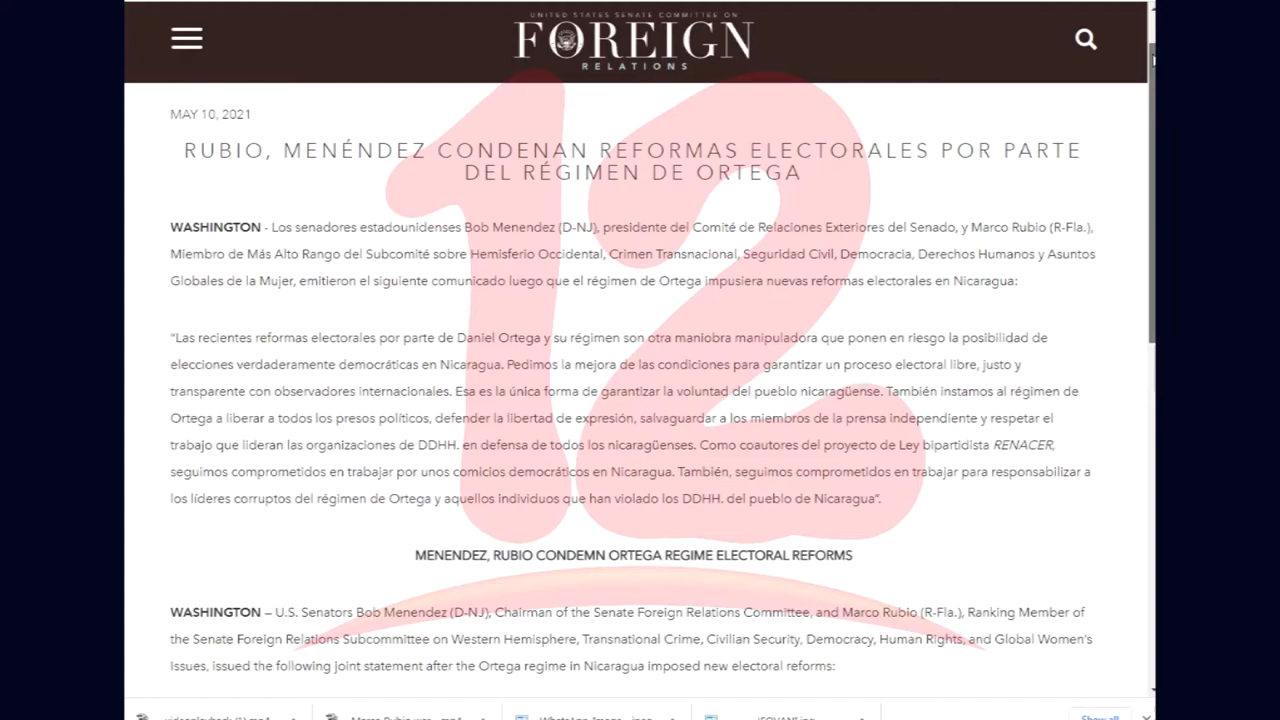 UNITED STATES SENATE COMMITTEE ON
FOREIGN
RELATIONS
MAY 10, 2021
RUBIO, MENÉNDEZ CONDENAN REFORMAS ELECTORALES POR PARTE
DEL RÉGIMEN DE ORTEGA
WASHINGTON - Los senadores estadounidenses Bob Menendez (D-NJ), presidente del Comité de Relaciones Exteriores del Senado, y Marco Rubio (R-Fla.),
Miembro de Más Alto Rango del Subcomité sobre Hemisferio Occidental, Crimen Transnacional, Seguridad Civil, Democracia, Derechos Humanos y Asuntos
Globales de la Mujer, emitieron el siguiente comunicado luego que el régimen de Ortega impusiera nuevas reformas electorales en Nicaragua:
"Las recientes reformas electorales por parte de Daniel Ortega y su régimen son otra maniobra manipuladora que ponen en riesgo la posibilidad de
elecciones verdaderamente democráticas en Nicaragua. Pedimos la mejora de las condiciones para garantizar un proceso electoral libre, justo y
transparente con observadores internacionales. Esa es la única forma de garantizar la voluntad del pueblo nicaragüense. También instamos al régimen de
Ortega a liberar a todos los presos políticos, defender la libertad de expresión, salvaguardar a los miembros de la prensa independiente y respetar el
trabajo que lideran las organizaciones de DDHH. en defensa de todos los nicaragüenses. Como coautores del proyecto de Ley bipartidista RENACER,
seguimos comprometidos en trabajar por unos comicios democráticos en Nicaragua. También, seguimos comprometidos en trabajar para responsabilizar a
los líderes corruptos del régimen de Ortega y aquellos individuos que han violado los DDHH. del pueblo de Nicaragua".
12
MENENDEZ, RUBIO CONDEMN ORTEGA REGIME ELECTORAL REFORMS
WASHINGTON – U.S. Senators Bob Menendez (D-NJ), Chairman of the Senate Foreign Relations Committee, and Marco Rubio (R-Fla.), Ranking Member of
the Senate Foreign Relations Subcommittee on Western Hemisphere, Transnational Crime, Civilian Security, Democracy, Human Rights, and Global Women's
Issues, issued the following joint statement after the Ortega regime in Nicaragua imposed new electoral reforms:
Show all